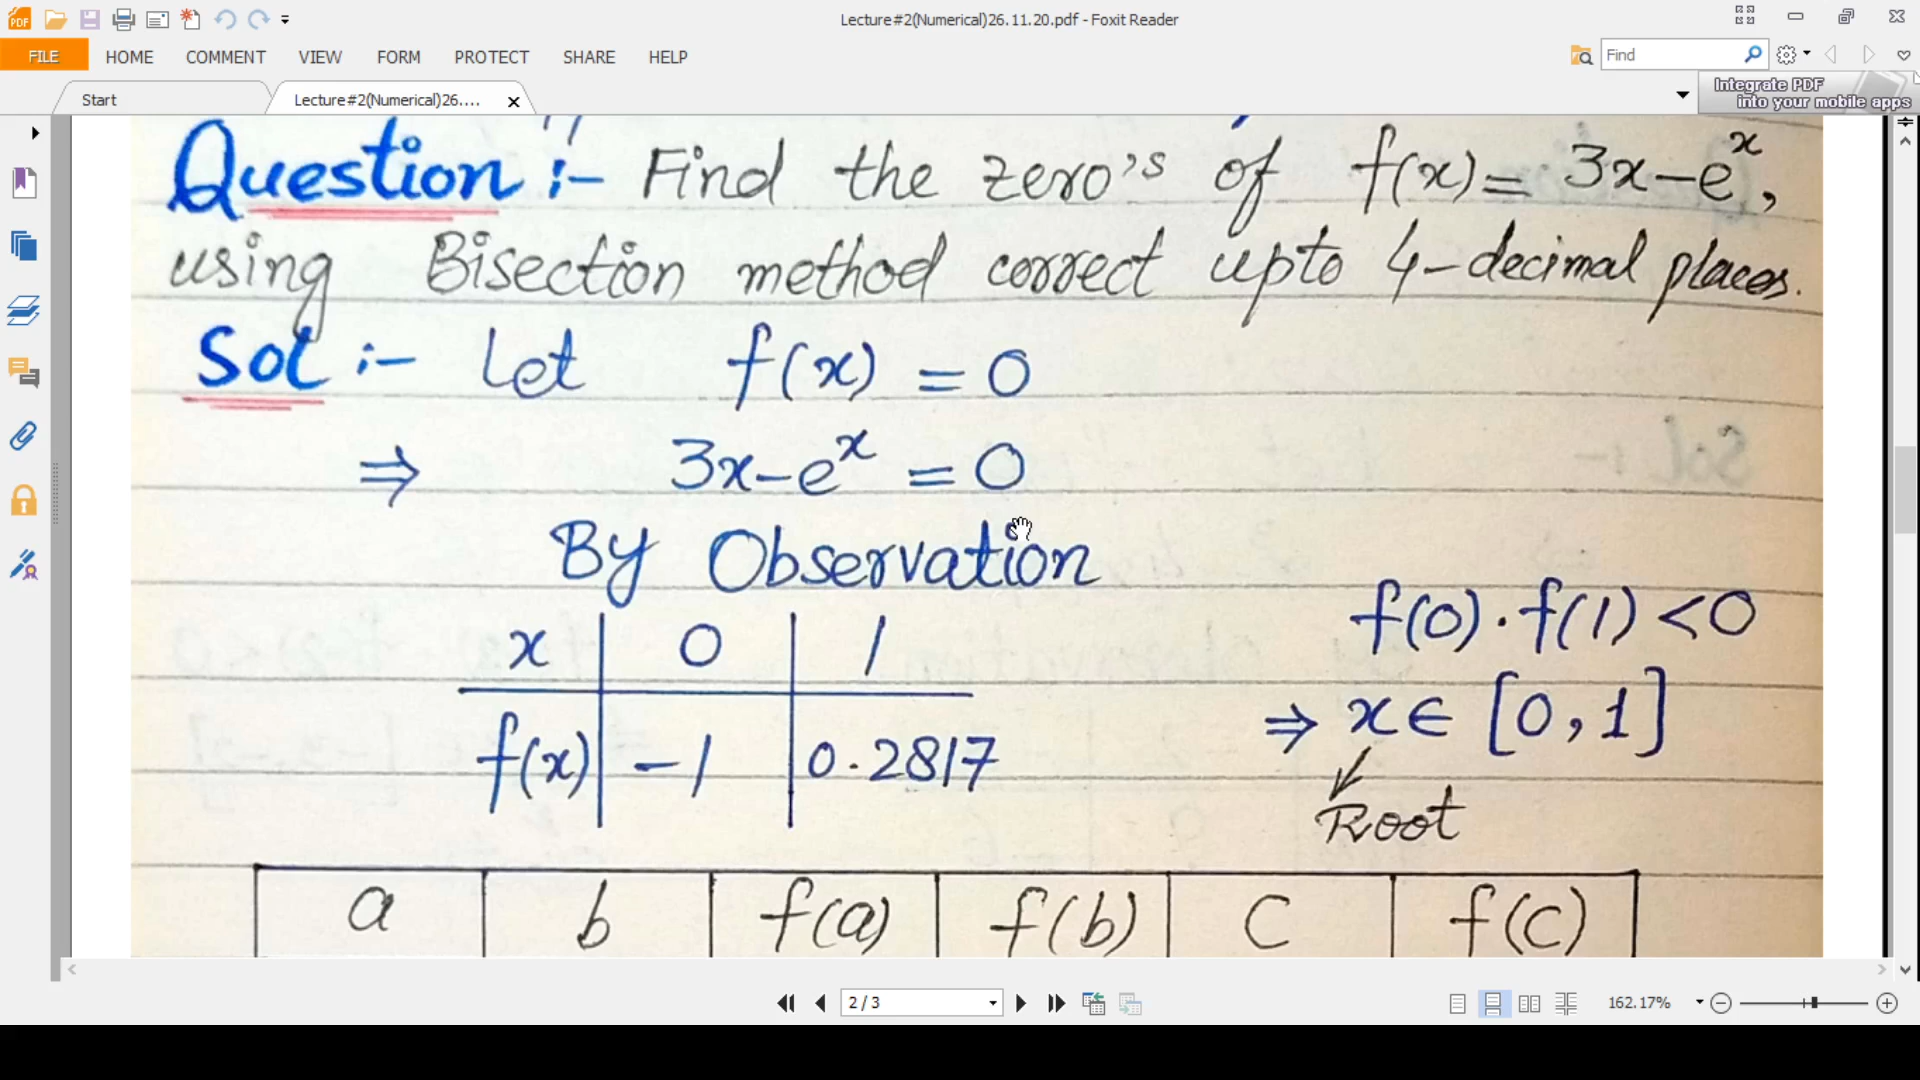 Lecture#2(Numerical)26.11.20.pdf - Foxit Reader
FILE HOME COMMENT VIEW FORM PROTECT SHARE HELP
Find
Start
Lecture#2(Numerical)26....
Integrate PDF
into your mobile apps
Question :- Find the zero's of f(x) = 3x-e^x,
using Bisection method correct upto 4-decimal places.
Sol :- Let f(x) = 0
⇒ 3x-e^x = 0
By Observation
x | 0 | 1
f(x) | -1 | 0.2817
f(0)·f(1) <0
⇒ x ∈ [0, 1]
Root
a b f(a) f(b) C f(c)
2 / 3
162.17%